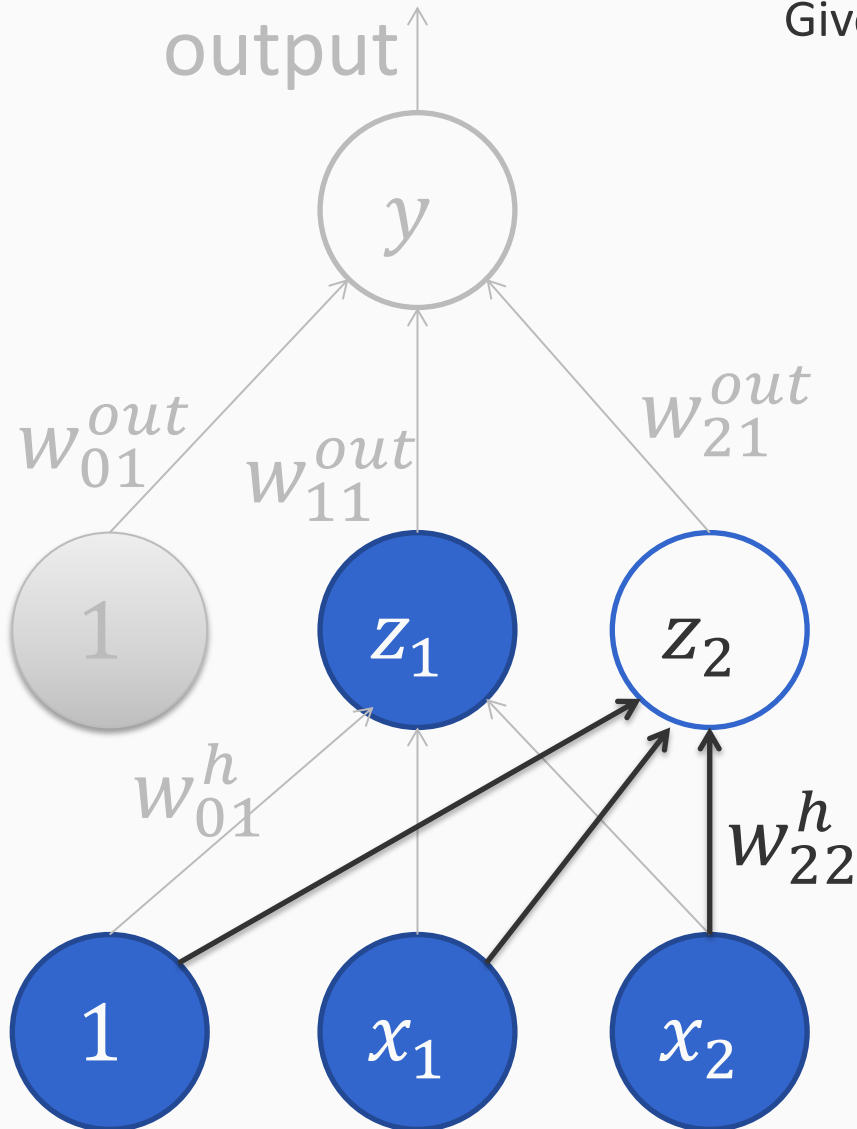 Give
output
y
w_{01}^{out}
w_{11}^{out}
w_{21}^{out}
1
z_1
z_2
w_{01}^{h}
w_{22}^{h}
1
x_1
x_2